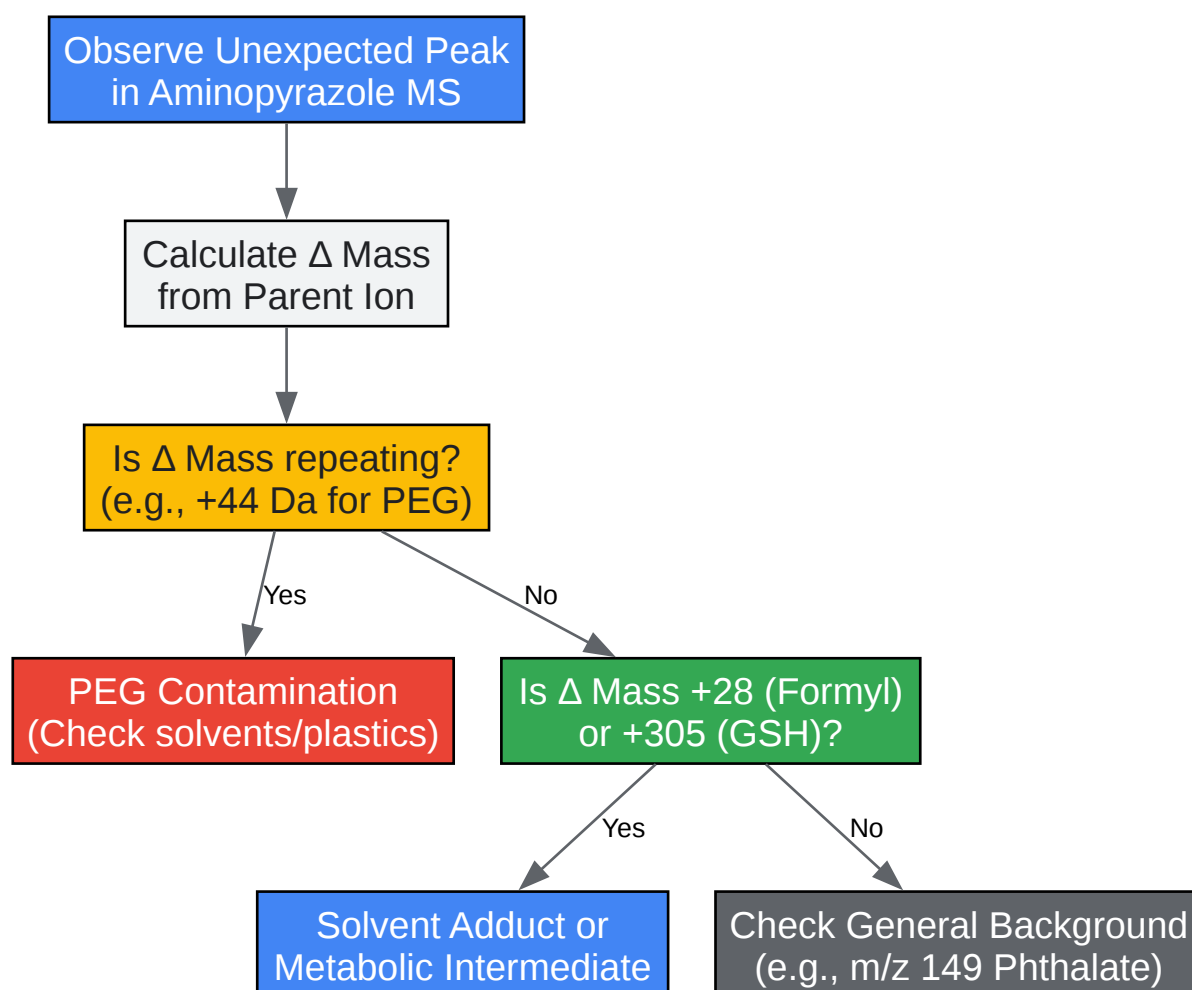 Observe Unexpected Peak
in Aminopyrazole MS
Calculate Δ Mass
from Parent Ion
Is Δ Mass repeating?
(e.g., +44 Da for PEG)
Yes
No
PEG Contamination
(Check solvents/plastics)
Is Δ Mass +28 (Formyl)
or +305 (GSH)?
Yes
No
Solvent Adduct or
Metabolic Intermediate
Check General Background
(e.g., m/z 149 Phthalate)